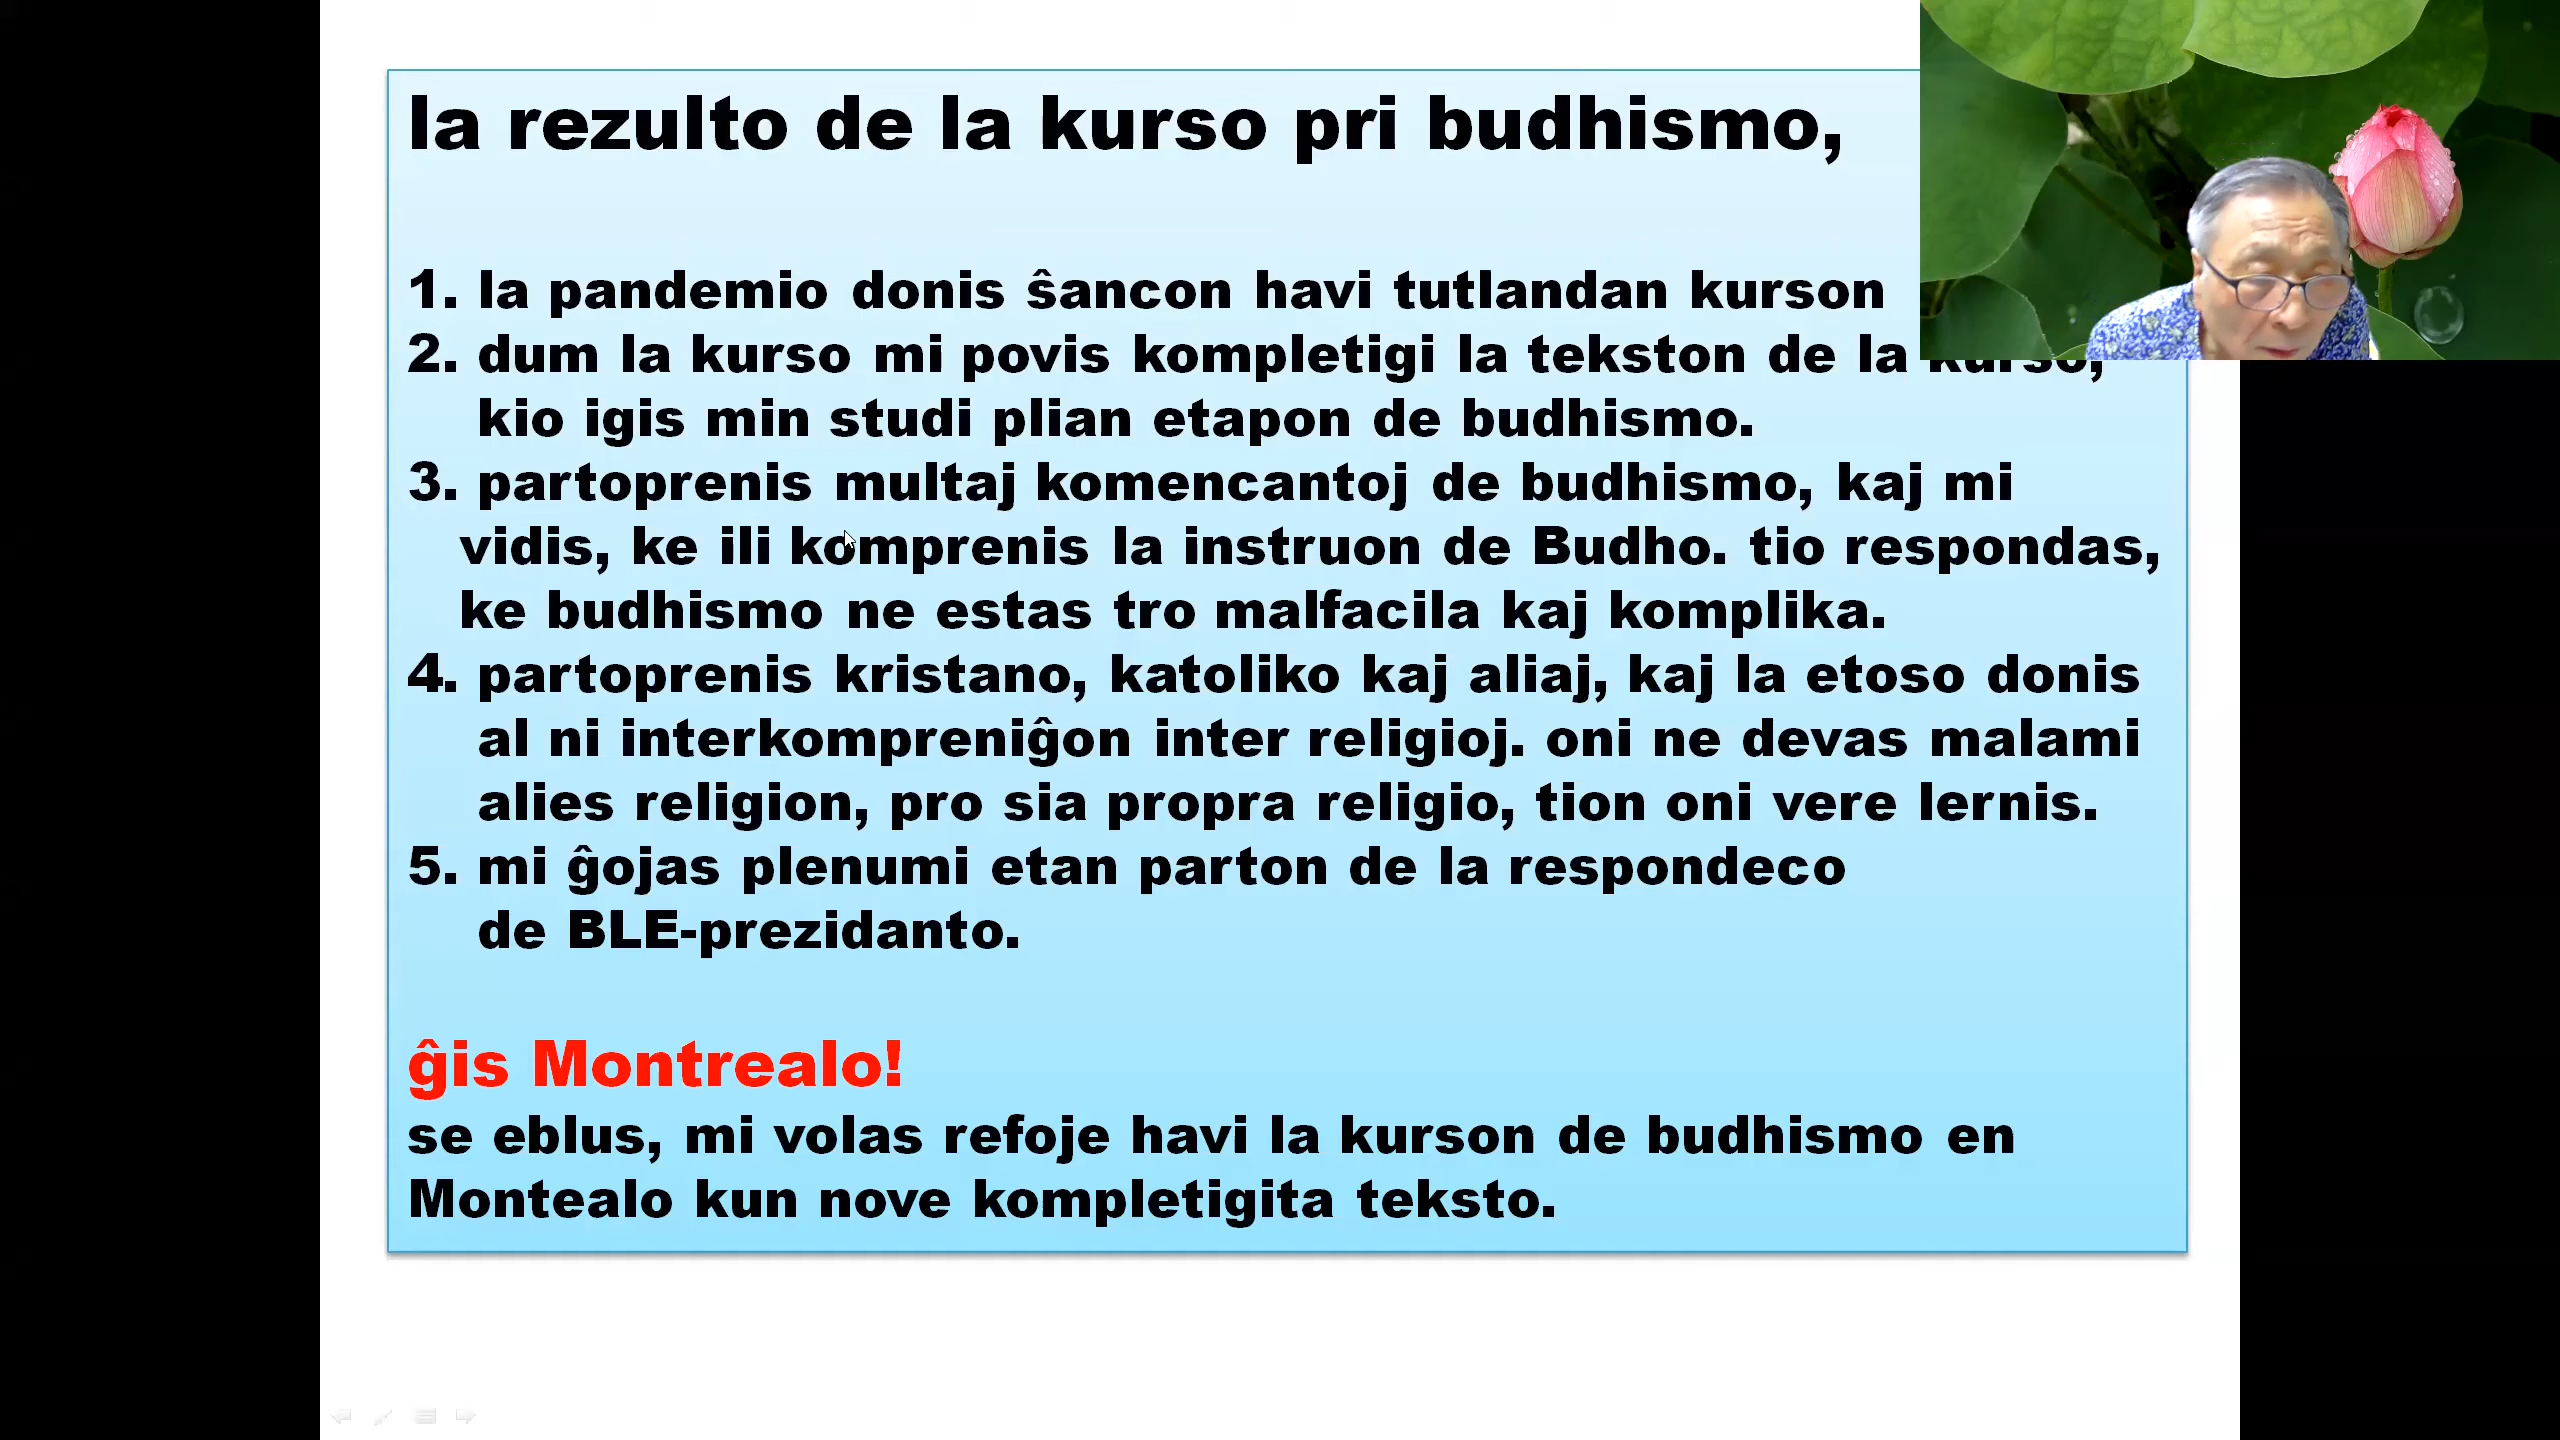 la rezulto de la kurso pri budhismo,
1. la pandemio donis ŝancon havi tutlandan kurson
2. dum la kurso mi povis kompletigi la tekston de la kurso,
kio igis min studi plian etapon de budhismo.
3. partoprenis multaj komencantoj de budhismo, kaj mi
vidis, ke ili komprenis la instruon de Budho. tio respondas,
ke budhismo ne estas tro malfacila kaj komplika.
4. partoprenis kristano, katoliko kaj aliaj, kaj la etoso donis
al ni interkompreniĝon inter religioj. oni ne devas malami
alies religion, pro sia propra religio, tion oni vere lernis.
5. mi ĝojas plenumi etan parton de la respondeco
de BLE-prezidanto.
ĝis Montrealo!
se eblus, mi volas refoje havi la kurson de budhismo en
Montealo kun nove kompletigita teksto.